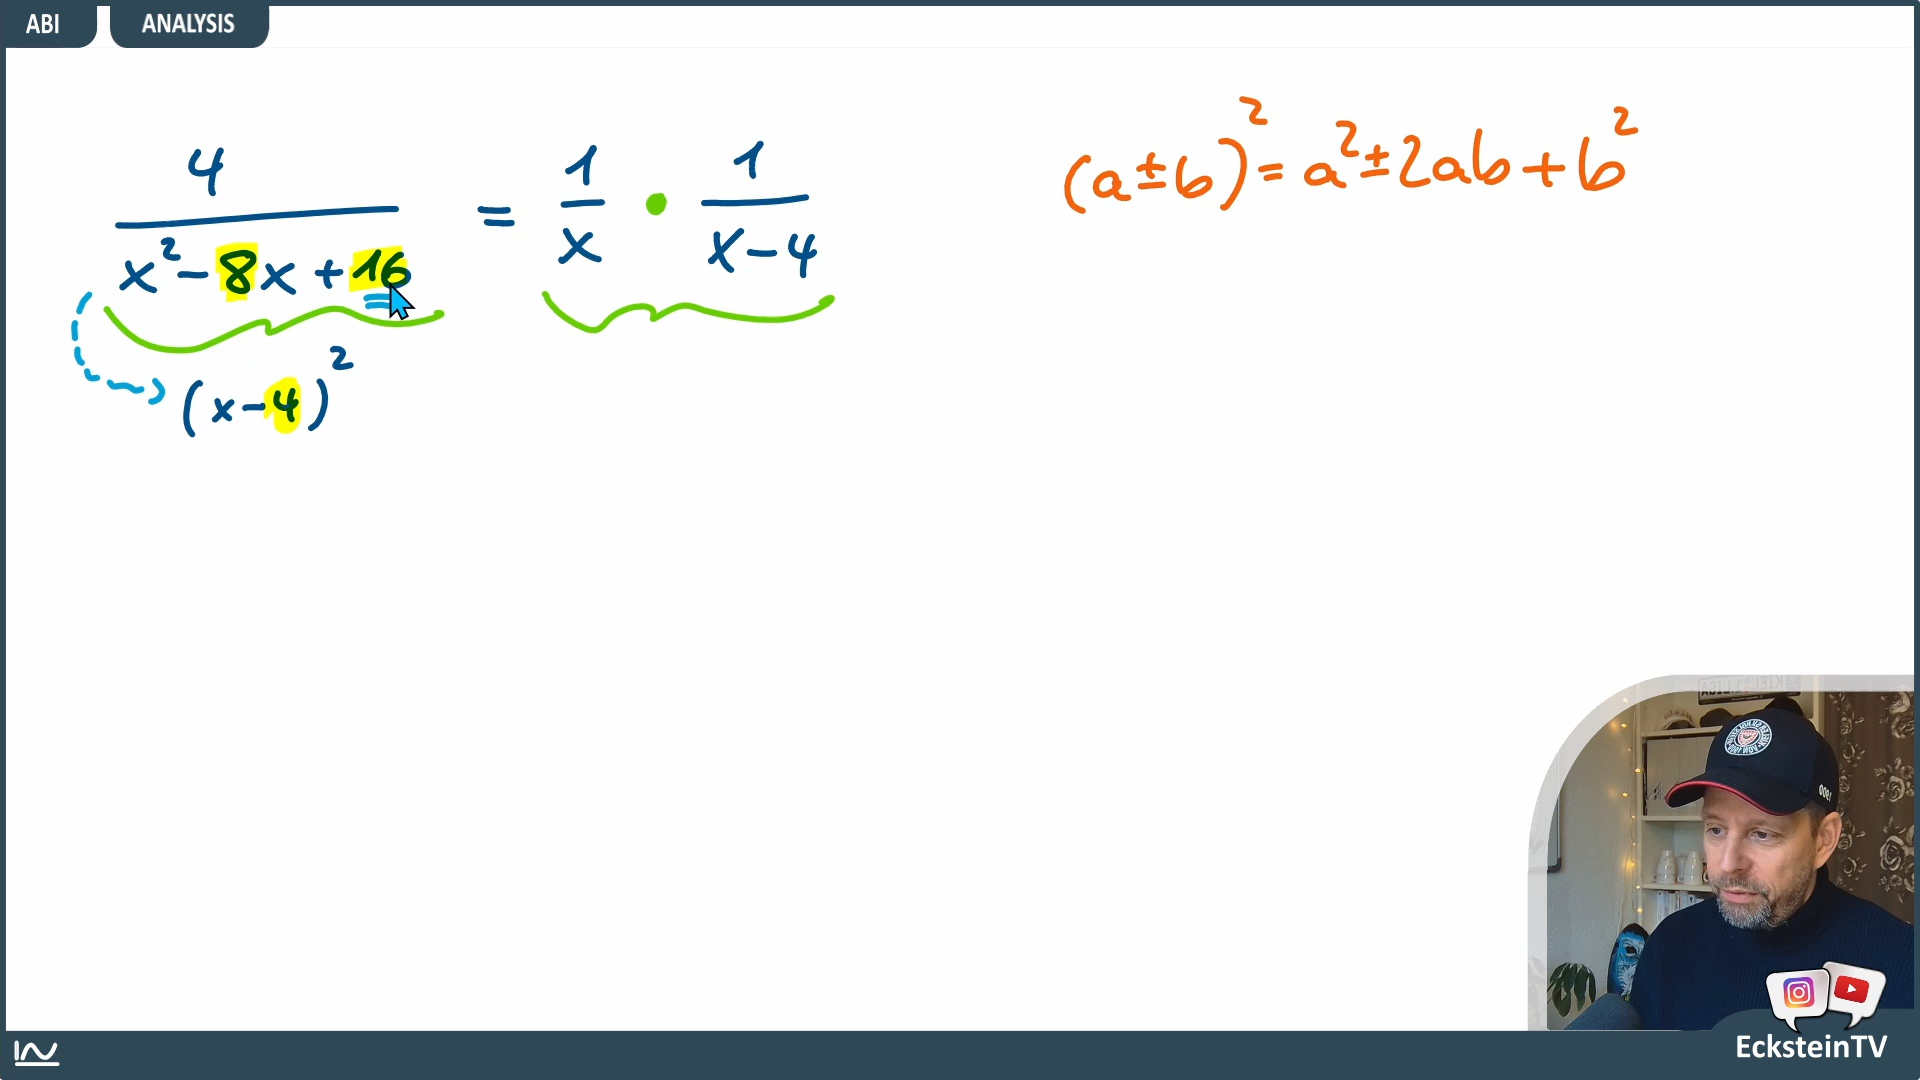 ABI
ANALYSIS
4 / (x² - 8x + 16) = 1/x • 1/(x-4)
(x-4)²
(a±b)² = a² ± 2ab + b²
EcksteinTV